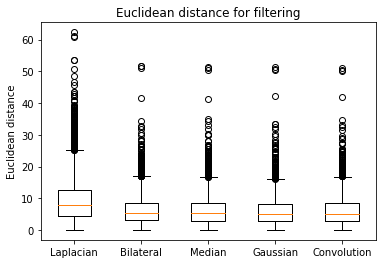 Euclidean distance for filtering
60
50
40
30
20
10
0
Euclidean distance
Laplacian Bilateral Median Gaussian Convolution